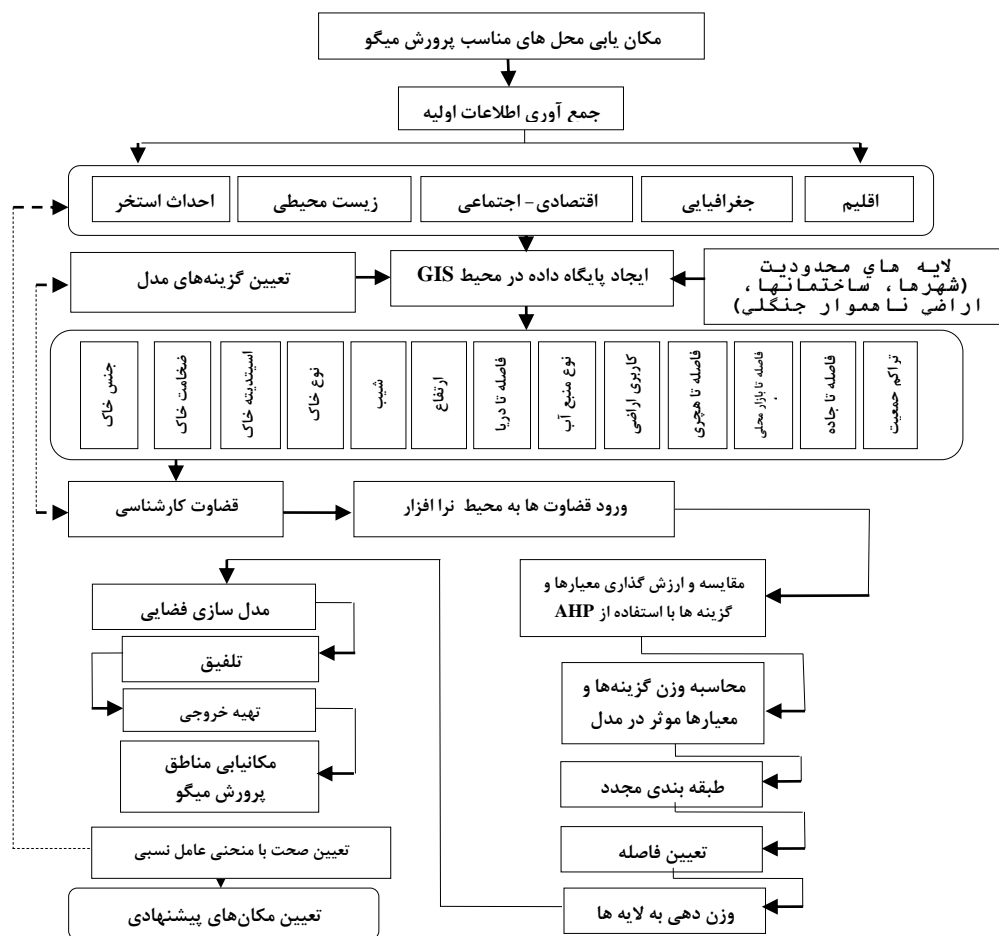 مکان یابی محل های مناسب پرورش میگو
جمع آوری اطلاعات اولیه
اقلیم
جغرافیایی
اقتصادی- اجتماعی
زیست محیطی
احداث استخر
لایه های محدودیت
(شهرها، ساختمانها،
اراضی ناهموار جنگلی)
ایجاد پایگاه داده در محیط GIS
تعیین گزینه‌های مدل
تراکم جمعیت
فاصله تا جاده
فاصله تا بازار محلی
فاصله تا هچری
کاربری اراضی
نوع منبع آب
فاصله تا دریا
ارتفاع
شیب
نوع خاک
اسیتدیته خاک
ضخامت خاک
جنس خاک
قضاوت کارشناسی
ورود قضاوت ها به محیط نرا افزار
مقایسه و ارزش گذاری معیارها و
گزینه ها با استفاده از AHP
محاسبه وزن گزینه‌ها و
معیارها موثر در مدل
طبقه بندی مجدد
تعیین فاصله
وزن دهی به لایه ها
مدل سازی فضایی
تلفیق
تهیه خروجی
مکانیابی مناطق
پرورش میگو
تعیین صحت با منحنی عامل نسبی
تعیین مکان‌های پیشنهادی